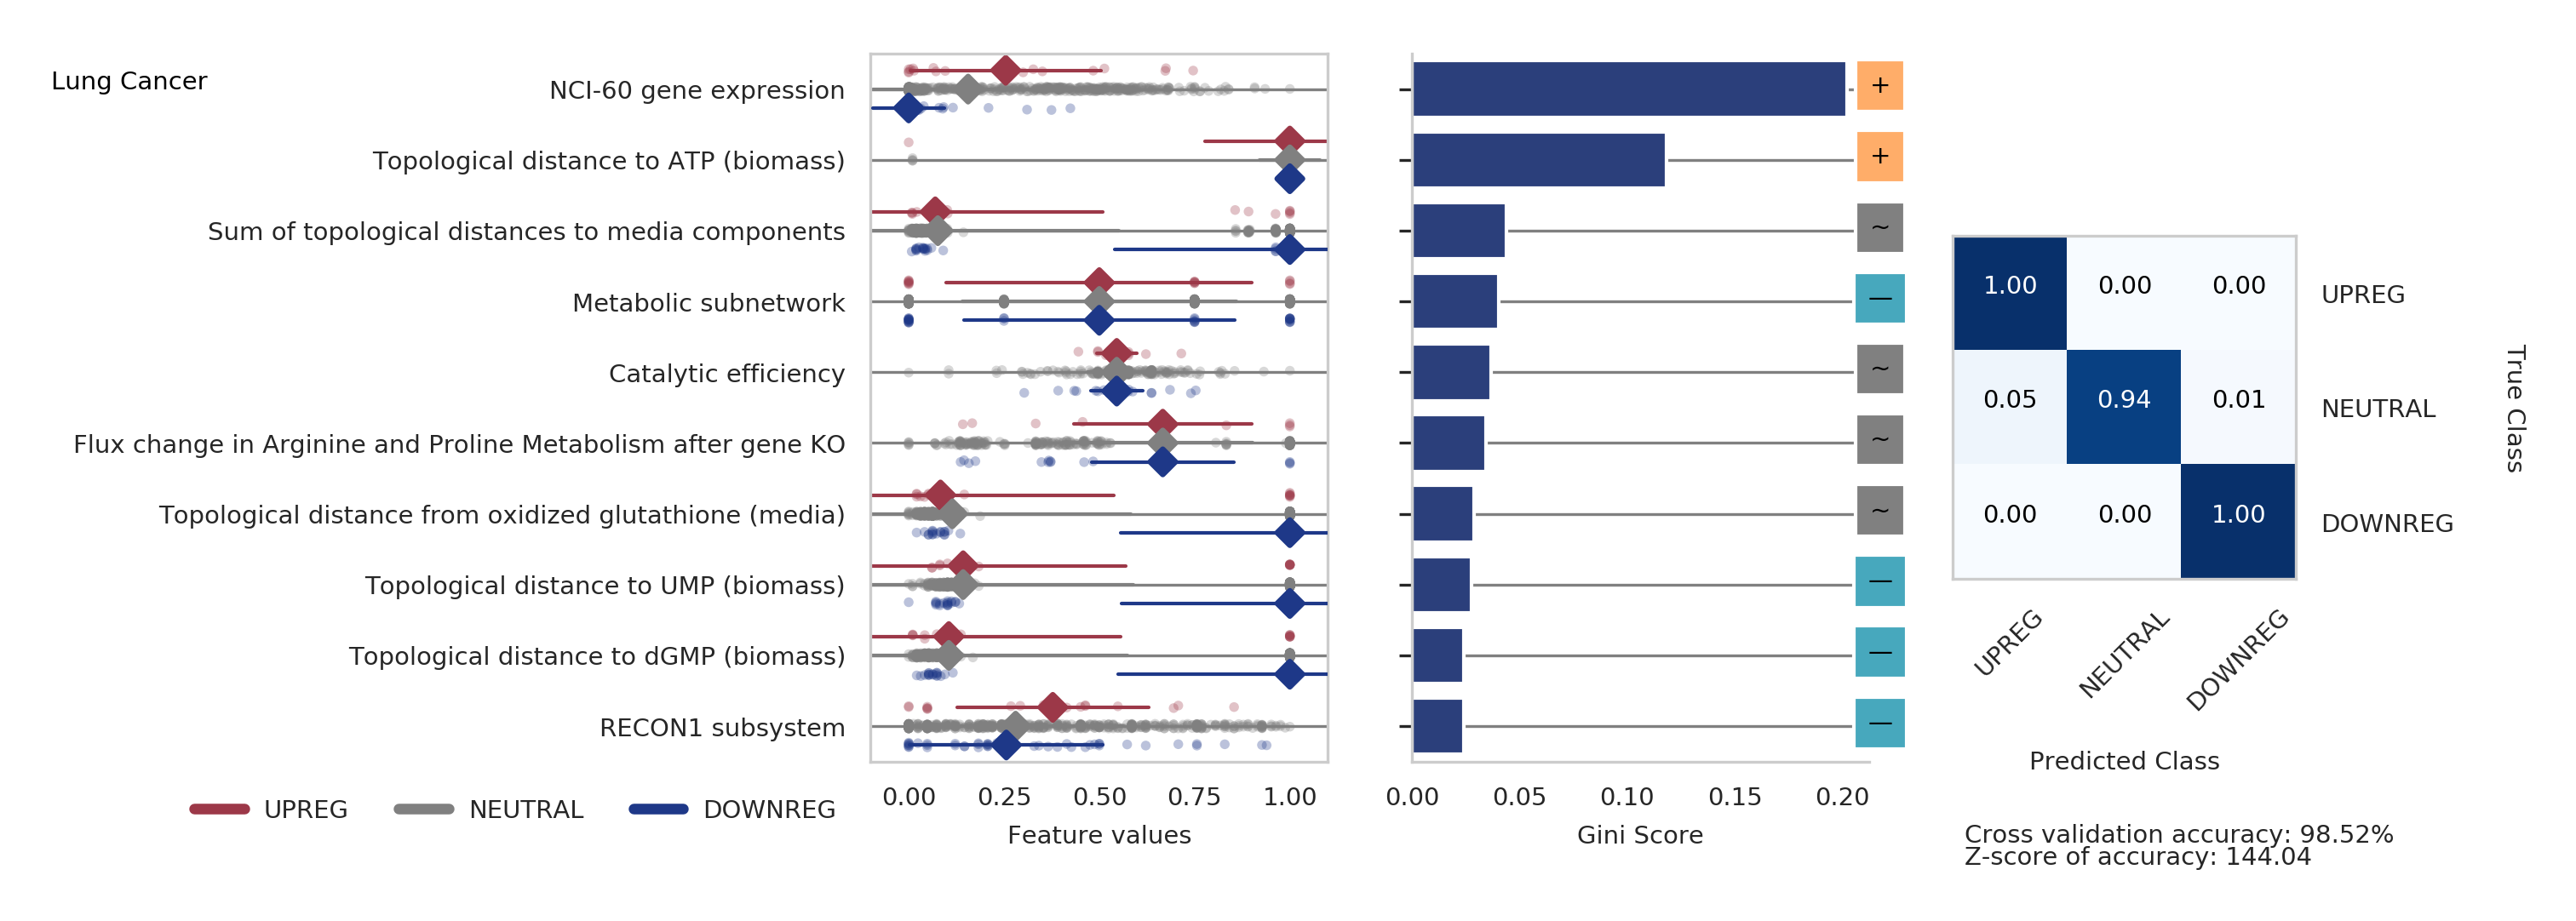 Lung Cancer
NCI-60 gene expression
Topological distance to ATP (biomass)
Sum of topological distances to media components
Metabolic subnetwork
Catalytic efficiency
Flux change in Arginine and Proline Metabolism after gene KO
Topological distance from oxidized glutathione (media)
Topological distance to UMP (biomass)
Topological distance to dGMP (biomass)
RECON1 subsystem
UPREG NEUTRAL DOWNREG
0.00 0.25 0.50 0.75 1.00
Feature values
+
+
~
—
~
~
~
—
—
—
0.00 0.05 0.10 0.15 0.20
Gini Score
1.00 0.00 0.00 UPREG
0.05 0.94 0.01 NEUTRAL
0.00 0.00 1.00 DOWNREG
True Class
UPREG NEUTRAL DOWNREG
Predicted Class
Cross validation accuracy: 98.52%
Z-score of accuracy: 144.04